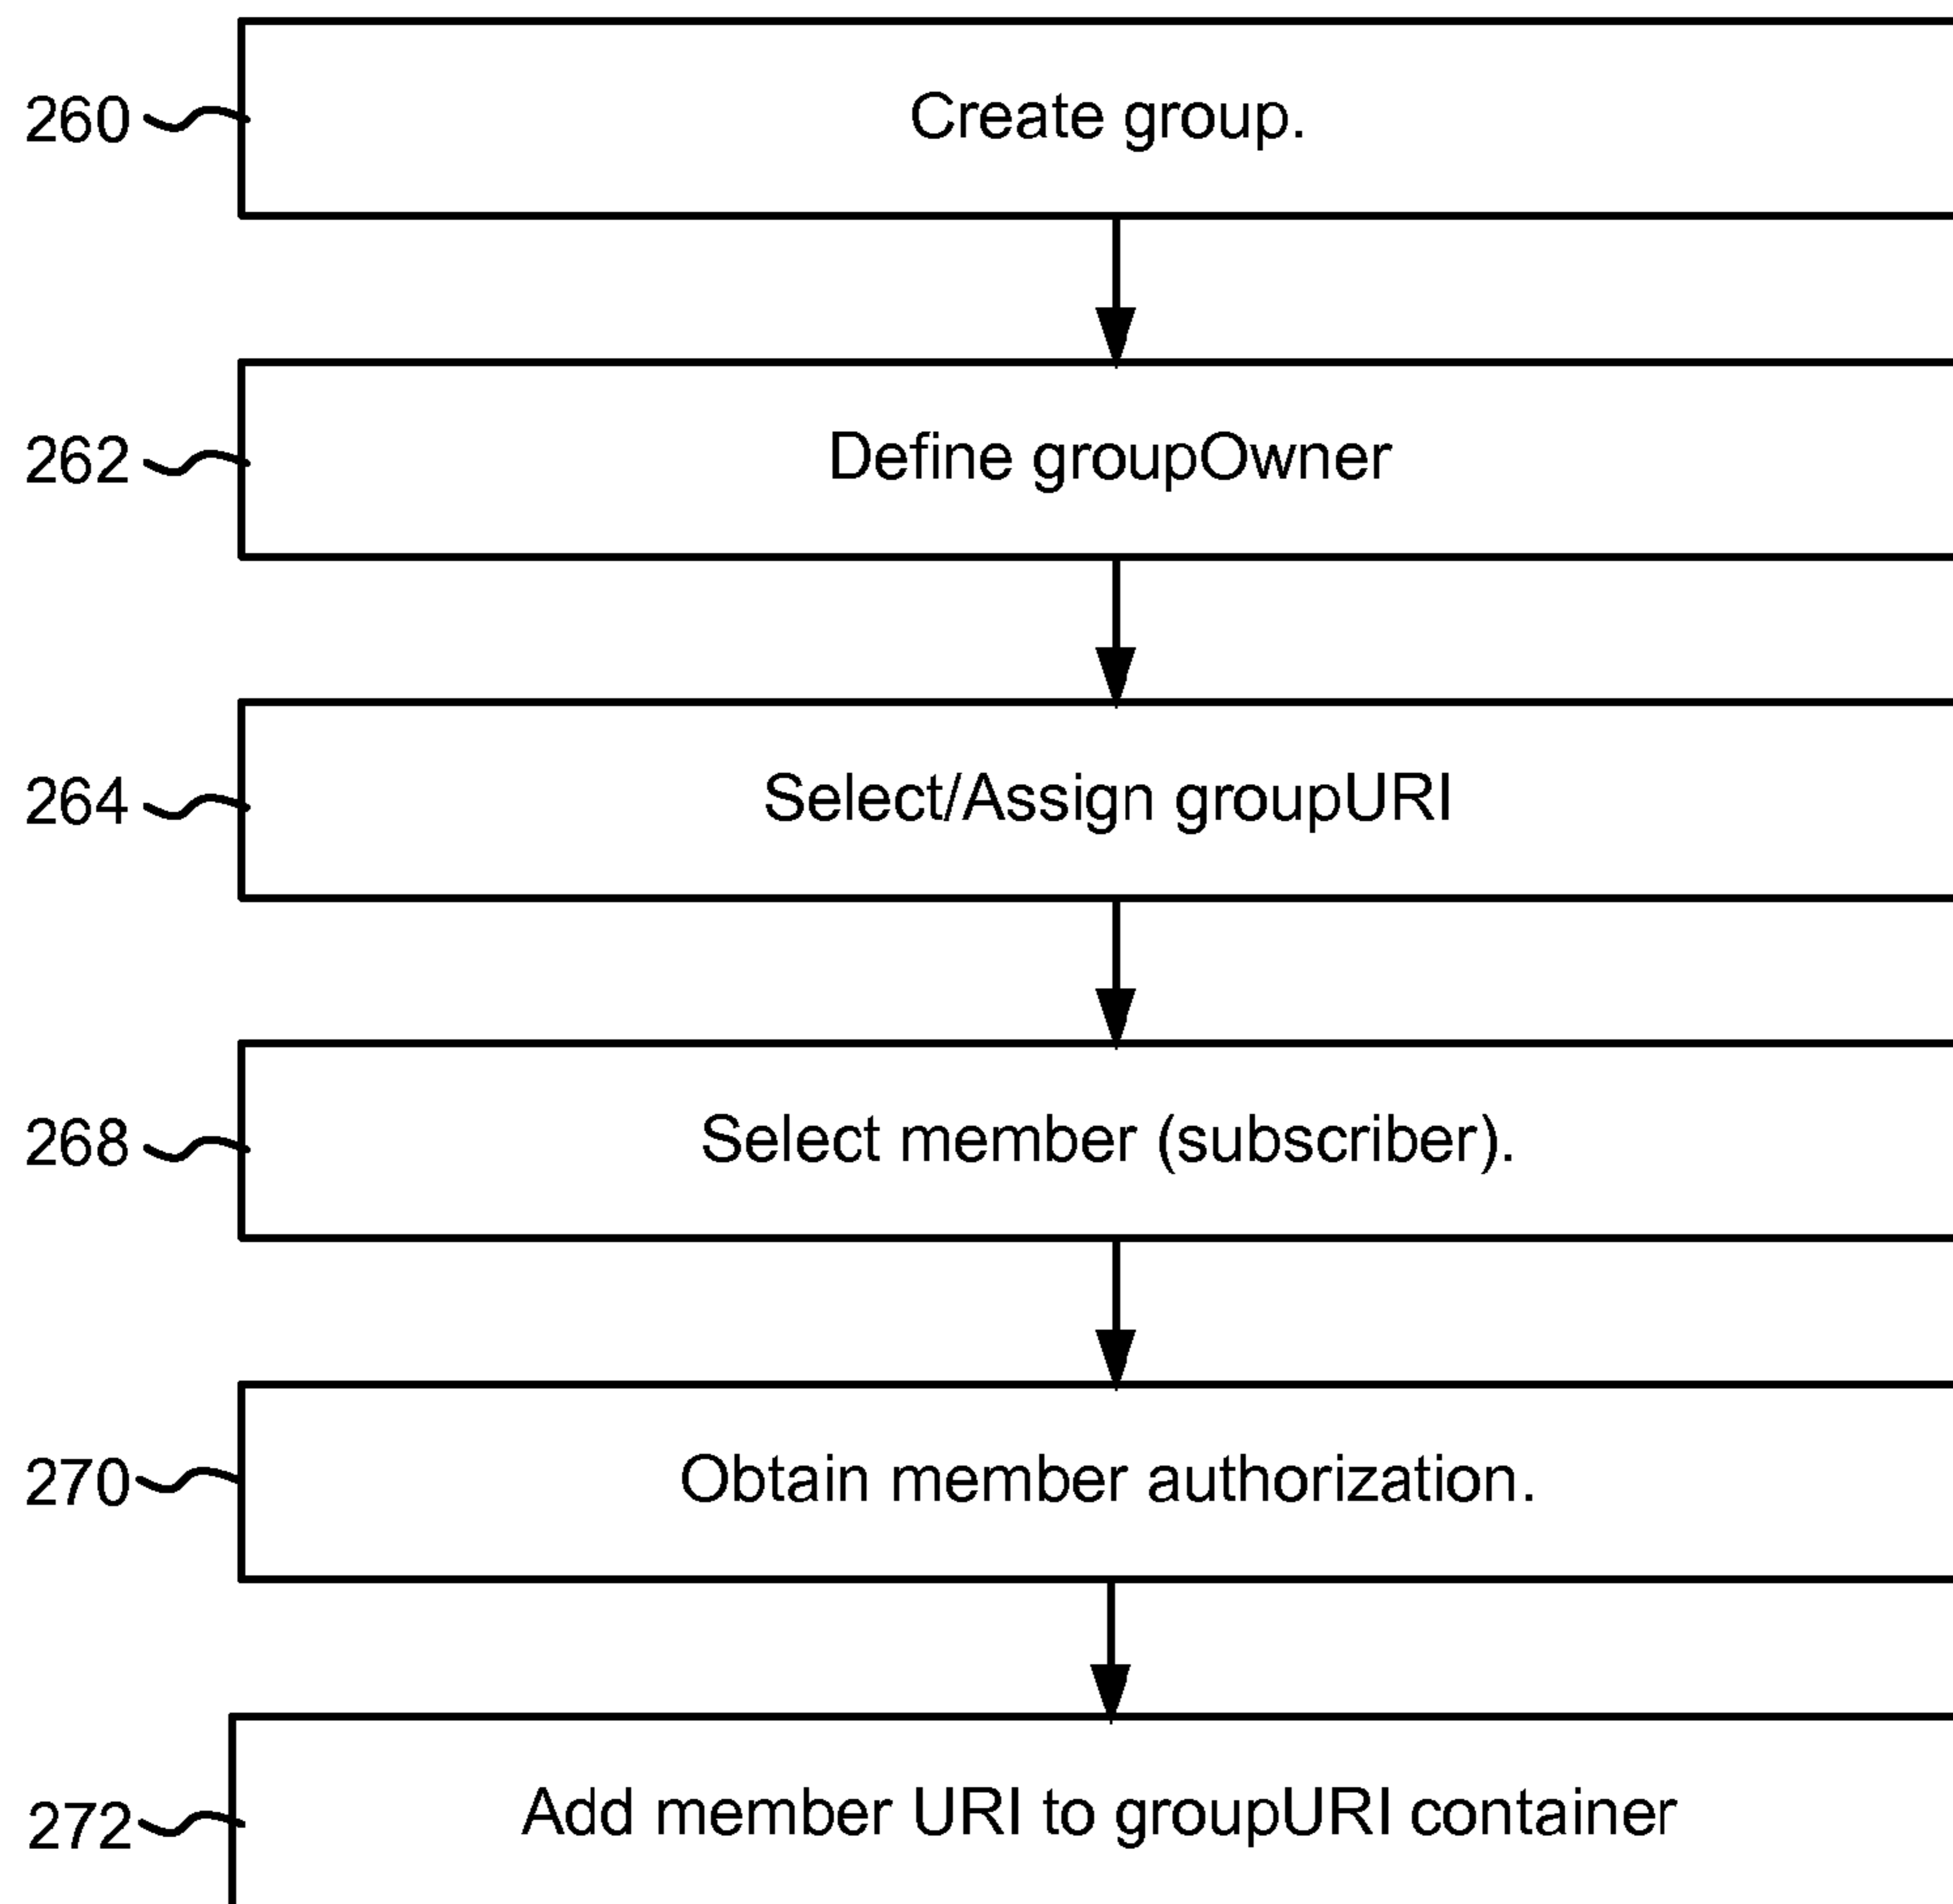 260 Create group.
262 Define groupOwner
264 Select/Assign groupURI
268 Select member (subscriber).
270 Obtain member authorization.
272 Add member URI to groupURI container